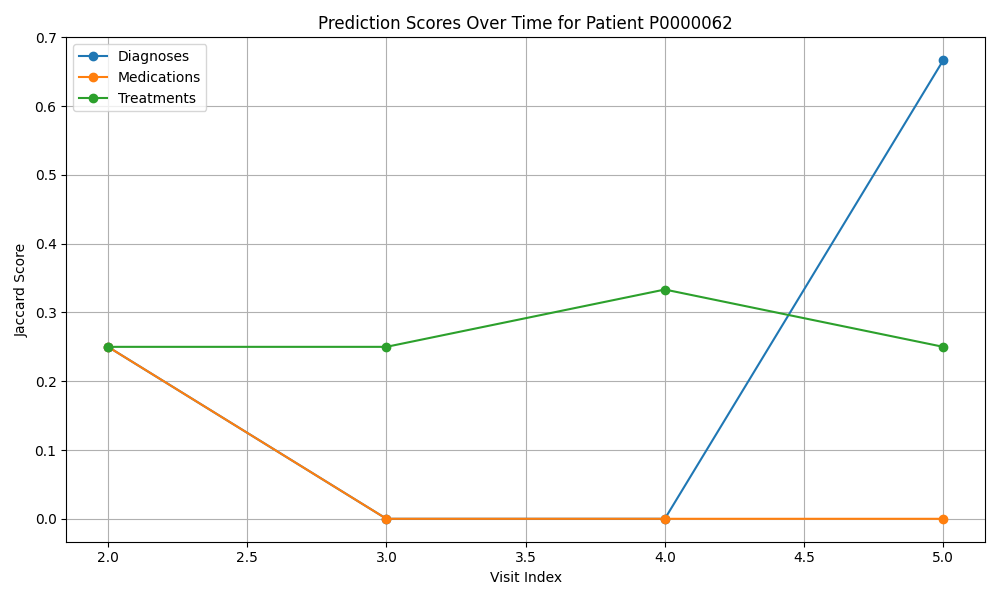 Prediction Scores Over Time for Patient P0000062
Diagnoses
Medications
Treatments
Jaccard Score
0.7
0.6
0.5
0.4
0.3
0.2
0.1
0.0
2.0 2.5 3.0 3.5 4.0 4.5 5.0
Visit Index